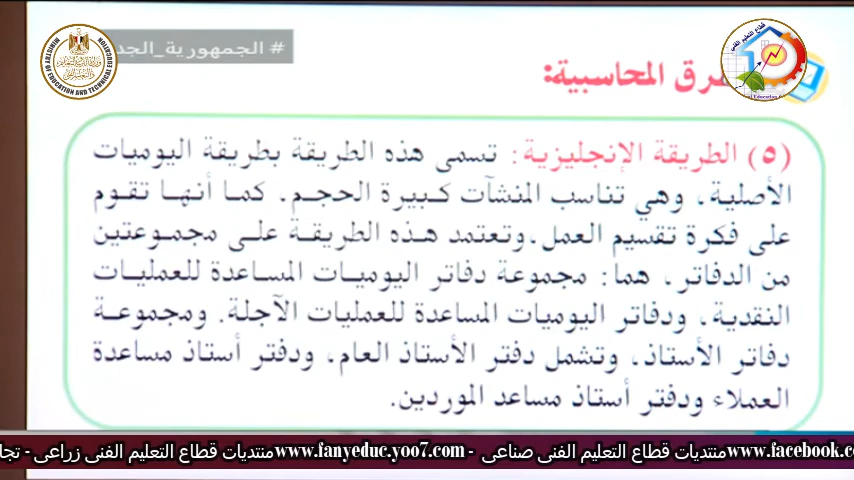 # الجمهورية_الجد
المحاسبية:
(٥) الطريقة الإنجليزية: تسمى هذه الطريقة بطريقة اليوميات
الأصلية، وهي تناسب المنشآت كبيرة الحجم. كما أنها تقوم
على فكرة تقسيم العمل. وتعتمد هذه الطريقة على مجموعتين
من الدفاتر، هما: مجموعة دفاتر اليوميات المساعدة للعمليات
النقدية، ودفاتر اليوميات المساعدة للعمليات الآجلة. ومجموعة
دفاتر الأستاذ، وتشمل دفتر الأستاذ العام، ودفتر أستاذ مساعدة
العملاء ودفتر أستاذ مساعد الموردين.
www.facebook.co منتديات قطاع التعليم الفنى صناعى - www.fanyeduc.yoo7.com منتديات قطاع التعليم الفنى زراعى - تجا